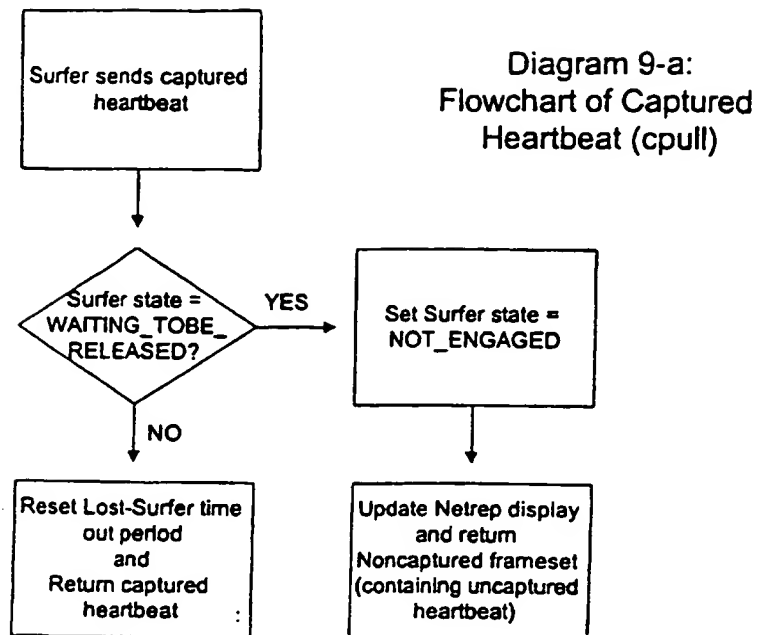 Diagram 9-a:
Flowchart of Captured
Heartbeat (cpull)
Surfer sends captured
heartbeat
Surfer state =
WAITING_TOBE_
RELEASED?
YES
Set Surfer state =
NOT_ENGAGED
NO
Reset Lost-Surfer time
out period
and
Return captured
heartbeat
Update Netrep display
and return
Noncaptured frameset
(containing uncaptured
heartbeat)